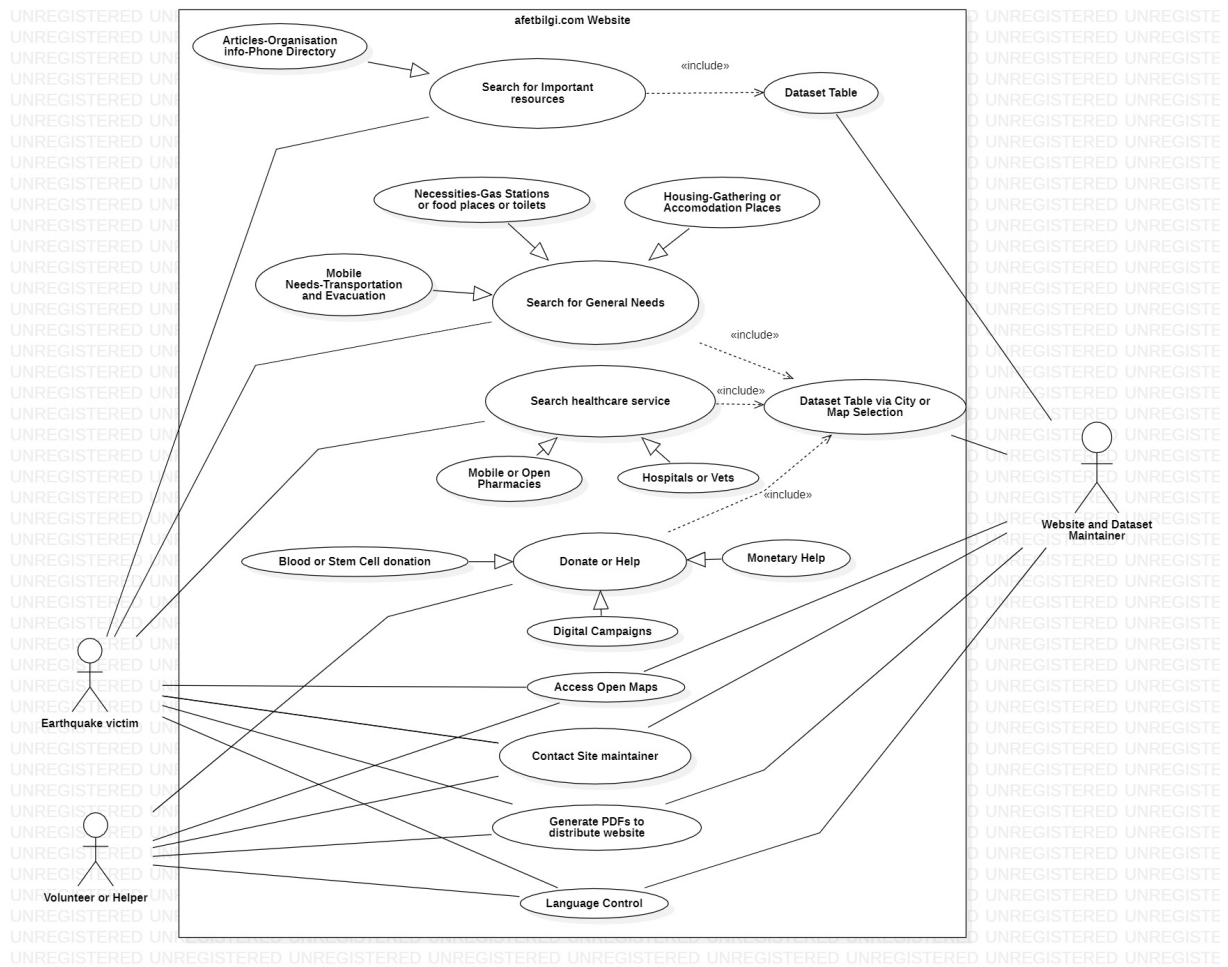 afetbilgi.com Website
Articles-Organisation
info-Phone Directory
«include»
Search for Important
resources
Dataset Table
Necessities-Gas Stations
or food places or toilets
Housing-Gathering or
Accomodation Places
Mobile
Needs-Transportation
and Evacuation
Search for General Needs
«include»
Search healthcare service
«include»
Dataset Table via City or
Map Selection
Mobile or Open
Pharmacies
Hospitals or Vets
«include»
Website and Dataset
Maintainer
Blood or Stem Cell donation
Donate or Help
Monetary Help
Digital Campaigns
Access Open Maps
Earthquake victim
Contact Site maintainer
Generate PDFs to
distribute website
Volunteer or Helper
Language Control
UNREGISTERED